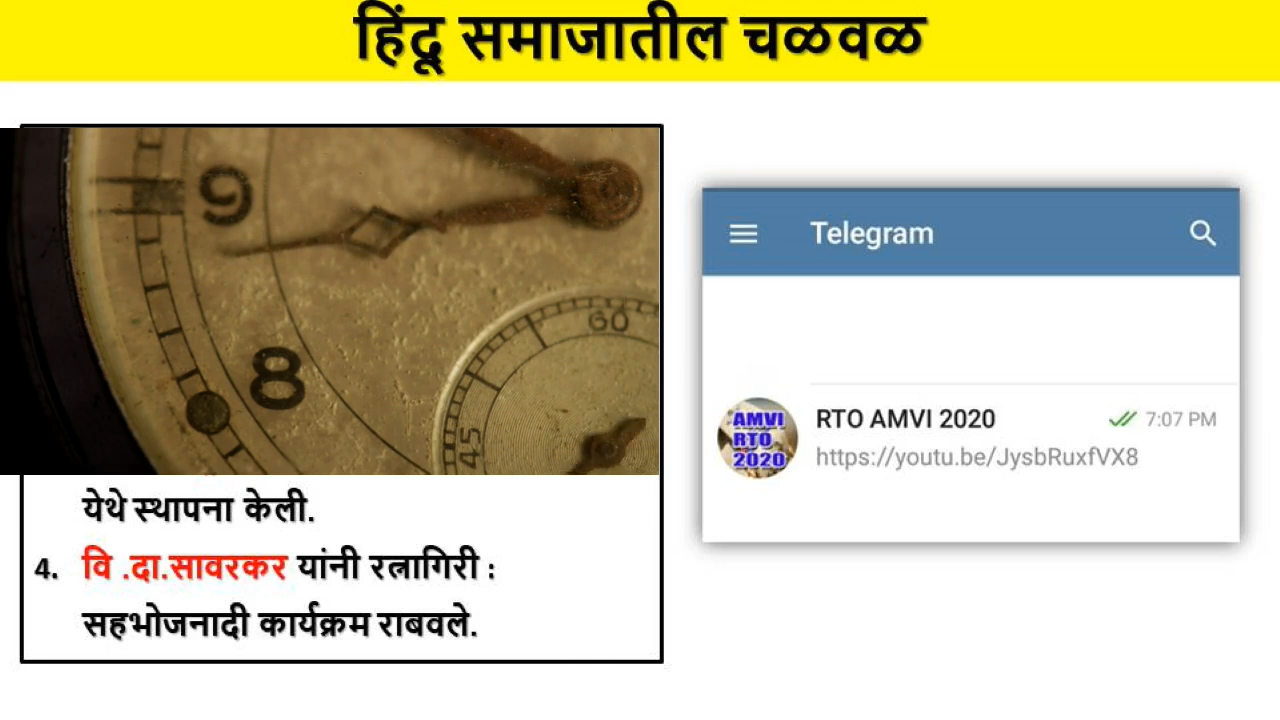 हिंदू समाजातील चळवळ
9
8
60
45
येथे स्थापना केली.
4. वि .दा.सावरकर यांनी रत्नागिरी :
सहभोजनादी कार्यक्रम राबवले.
Telegram
AMVI
RTO
2020
RTO AMVI 2020 7:07 PM
https://youtu.be/JysbRuxfVX8